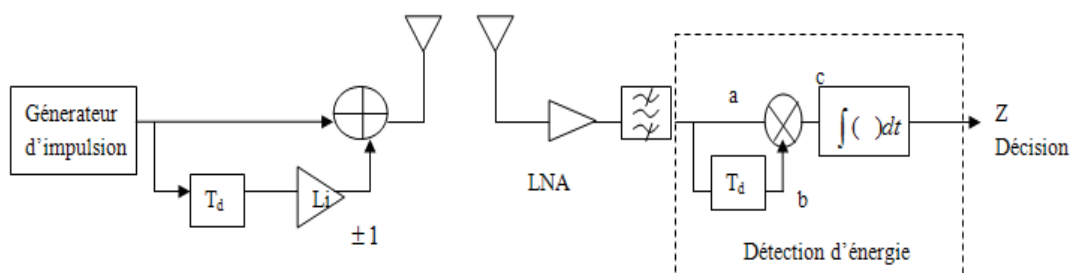 Génerateur
d'impulsion
T_d
Li
±1
LNA
a
T_d
b
c
∫( )dt
Z
Décision
Détection d'énergie